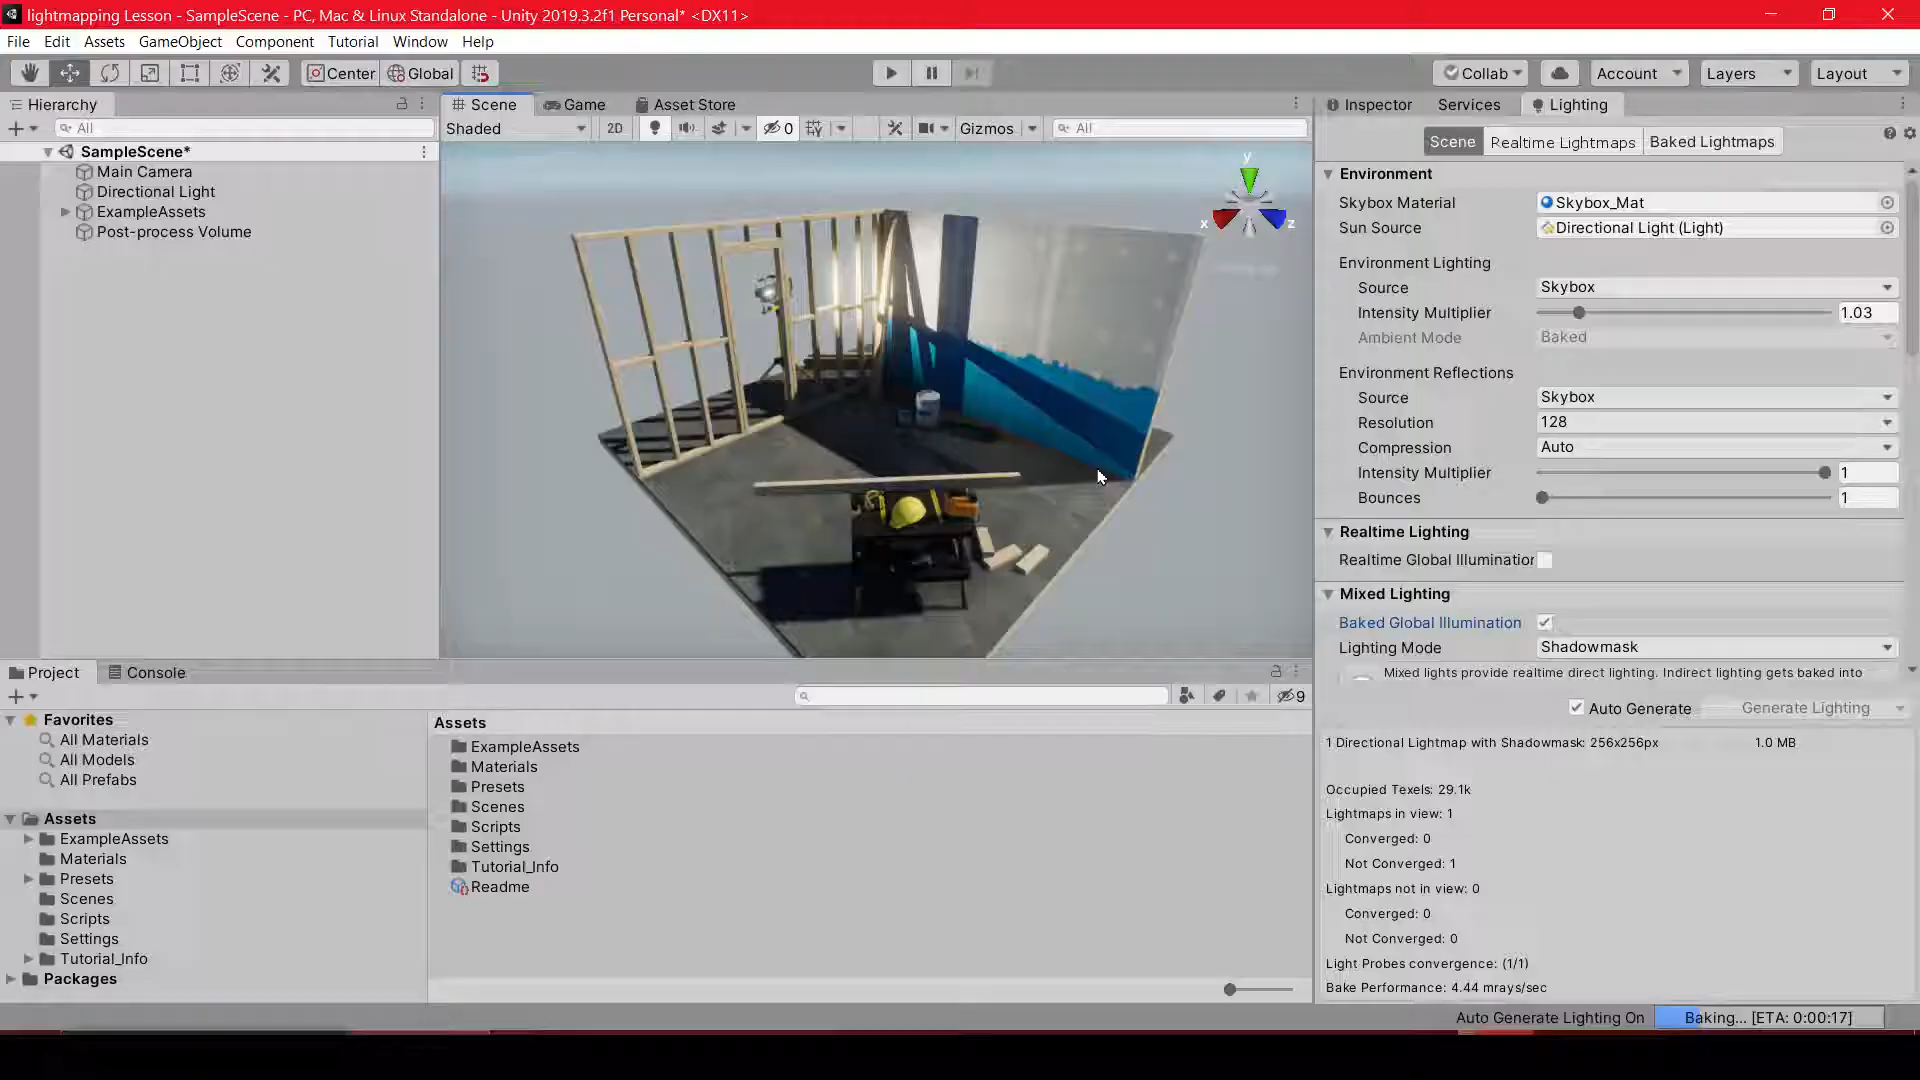 lightmapping Lesson - SampleScene - PC, Mac & Linux Standalone - Unity 2019.3.2f1 Personal* <DX11>
File Edit Assets GameObject Component Tutorial Window Help
Center Global Collab Account Layers Layout
Hierarchy
All
SampleScene*
Main Camera
Directional Light
ExampleAssets
Post-process Volume
Scene Game Asset Store
Shaded 2D 0 Gizmos All
y
x z
Inspector Services Lighting
Scene Realtime Lightmaps Baked Lightmaps
Environment
Skybox Material Skybox_Mat
Sun Source Directional Light (Light)
Environment Lighting
Source Skybox
Intensity Multiplier 1.03
Ambient Mode Baked
Environment Reflections
Source Skybox
Resolution 128
Compression Auto
Intensity Multiplier 1
Bounces 1
Realtime Lighting
Realtime Global Illumination
Mixed Lighting
Baked Global Illumination
Lighting Mode Shadowmask
Mixed lights provide realtime direct lighting. Indirect lighting gets baked into
Auto Generate Generate Lighting
1 Directional Lightmap with Shadowmask: 256x256px 1.0 MB
Occupied Texels: 29.1k
Lightmaps in view: 1
Converged: 0
Not Converged: 1
Lightmaps not in view: 0
Converged: 0
Not Converged: 0
Light Probes convergence: (1/1)
Bake Performance: 4.44 mrays/sec
Project Console
9
Favorites
All Materials
All Models
All Prefabs
Assets
ExampleAssets
Materials
Presets
Scenes
Scripts
Settings
Tutorial_Info
Packages
Assets
ExampleAssets
Materials
Presets
Scenes
Scripts
Settings
Tutorial_Info
Readme
Auto Generate Lighting On Baking... [ETA: 0:00:17]